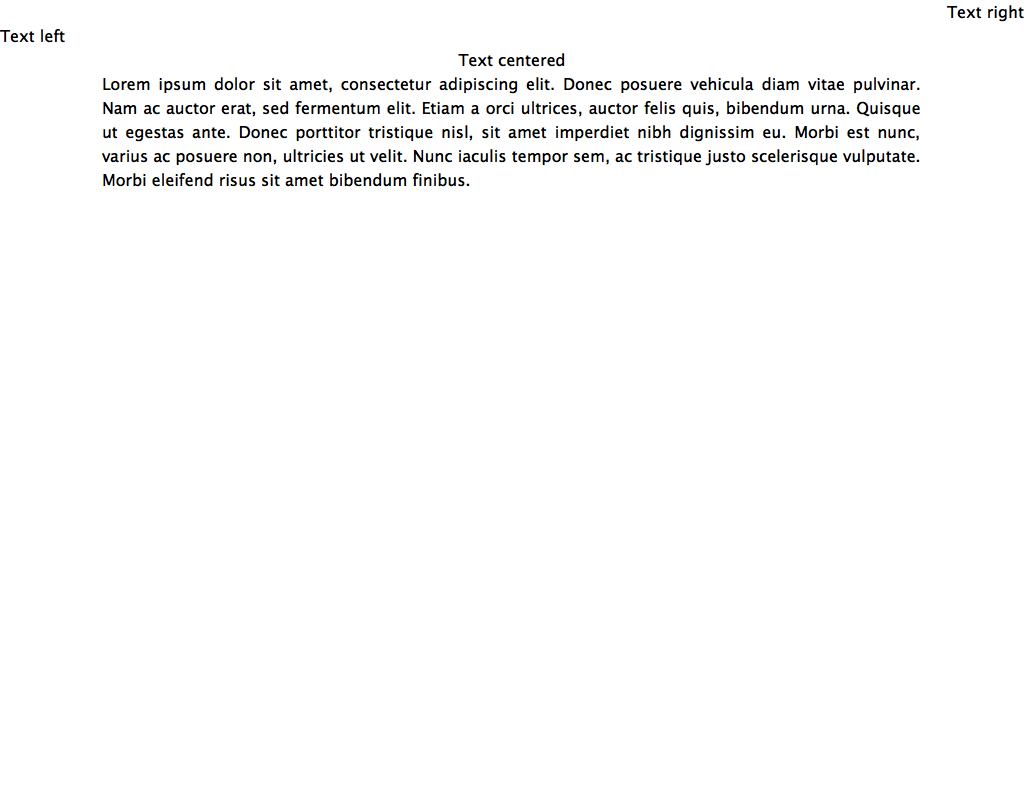 Text right
Text left
Text centered
Lorem ipsum dolor sit amet, consectetur adipiscing elit. Donec posuere vehicula diam vitae pulvinar.
Nam ac auctor erat, sed fermentum elit. Etiam a orci ultrices, auctor felis quis, bibendum urna. Quisque
ut egestas ante. Donec porttitor tristique nisl, sit amet imperdiet nibh dignissim eu. Morbi est nunc,
varius ac posuere non, ultricies ut velit. Nunc iaculis tempor sem, ac tristique justo scelerisque vulputate.
Morbi eleifend risus sit amet bibendum finibus.